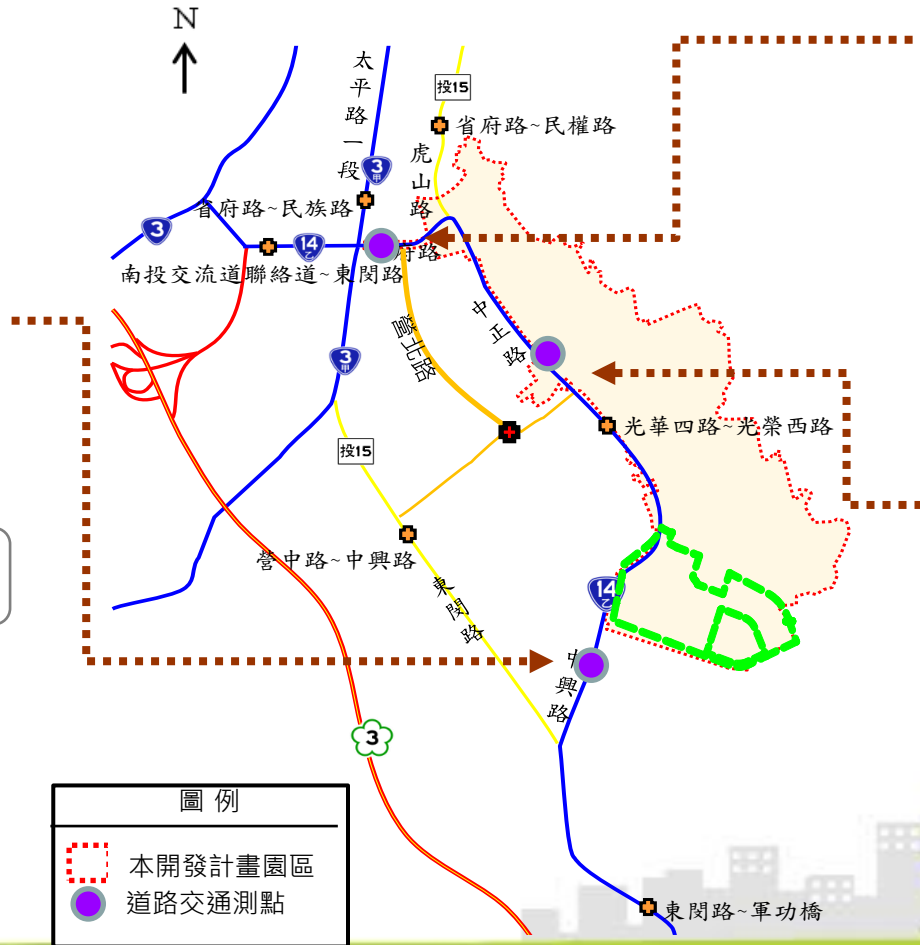 N
太平路一段
投15
省府路~民權路
虎山路
3甲
省府路~民族路
3
14乙
府路
南投交流道聯絡道~東閔路
營北路
中正路
3甲
光華四路~光榮西路
投15
營中路~中興路
東閔路
14乙
中興路
3
圖例
本開發計畫園區
道路交通測點
東閔路~軍功橋